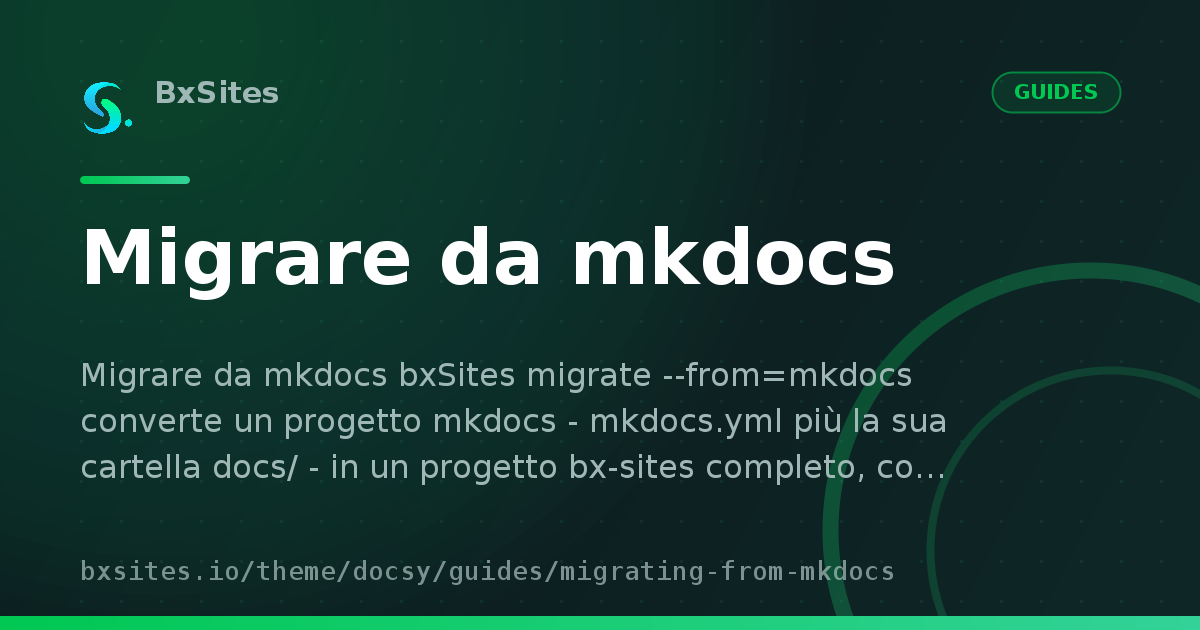 BxSites
GUIDES
Migrare da mkdocs
Migrare da mkdocs bxSites migrate --from=mkdocs
converte un progetto mkdocs - mkdocs.yml più la sua
cartella docs/ - in un progetto bx-sites completo, co...
bxsites.io/theme/docsy/guides/migrating-from-mkdocs